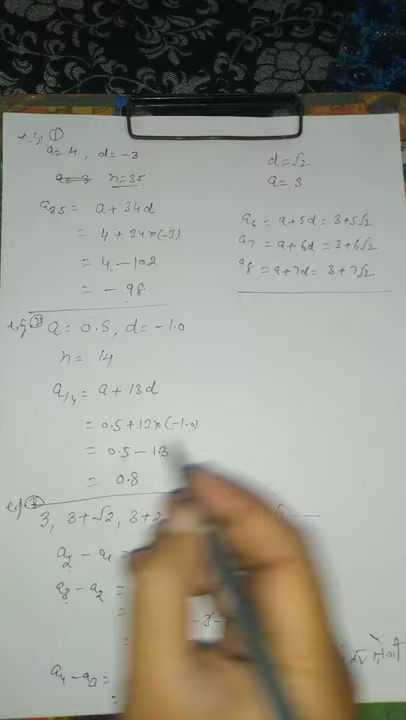 e.g. ①
a = 4 , d = -3
n = 35
a35 = a + 34d
= 4 + 34×(-3)
= 4 - 102
= - 98
d = √2
a = 3
a6 = a + 5d = 3 + 5√2
a7 = a + 6d = 3 + 6√2
a8 = a + 7d = 3 + 7√2
e.g. ②
a = 0.5, d = -1.0
n = 14
a14 = a + 13d
= 0.5 + 13×(-1.0)
= 0.5 - 13
= 0.8
3, 3+√2, 3+2
a2 - a1 =
a3 - a2 =
=
=
a4 - a3 =
=